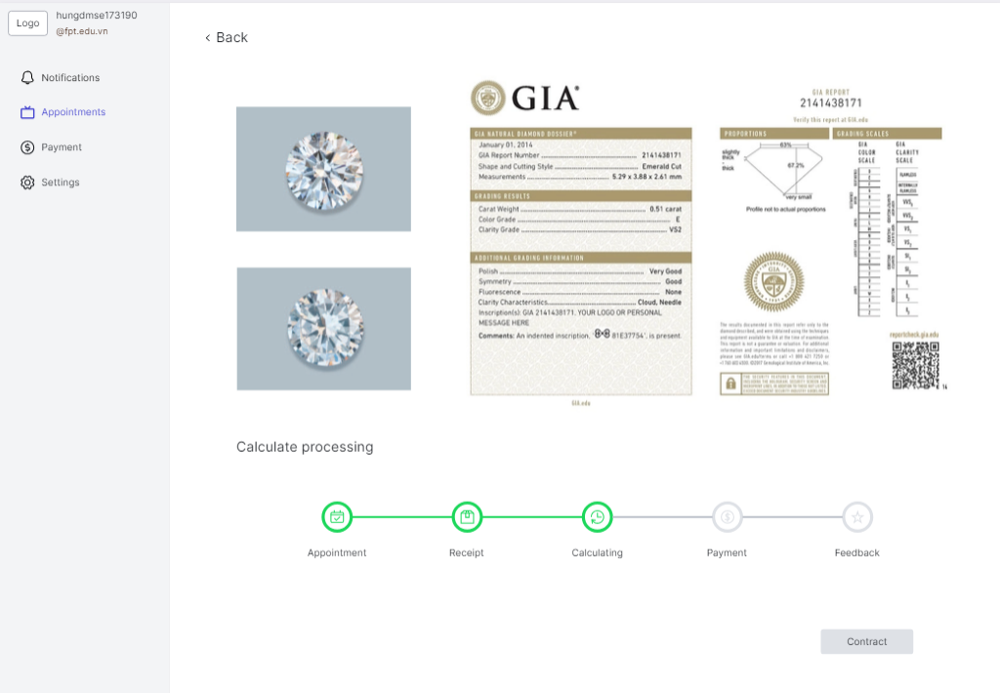 Logo
hungdmse173190
@fpt.edu.vn
Notifications
Appointments
Payment
Settings
‹ Back
GIA
GIA NATURAL DIAMOND DOSSIER®
January 01, 2014
GIA Report Number 2141438171
Shape and Cutting Style Emerald Cut
Measurements 5.29 x 3.88 x 2.61 mm
GRADING RESULTS
Carat Weight 0.51 carat
Color Grade E
Clarity Grade VS2
ADDITIONAL GRADING INFORMATION
Polish Very Good
Symmetry Good
Fluorescence None
Clarity Characteristics Cloud, Needle
Inscription(s): GIA 2141438171, YOUR LOGO OR PERSONAL
MESSAGE HERE
Comments: An indented inscription, 81E37754', is present.
GIA.edu
GIA REPORT
2141438171
Verify this report at GIA.edu
PROPORTIONS
63%
slightly
thick
-
thick
67.2%
very small
Profile not to actual proportions
GRADING SCALES
GIA
COLOR
SCALE
GIA
CLARITY
SCALE
FLAWLESS
INTERNALLY
FLAWLESS
VVS1
VVS2
VS1
VS2
SI1
SI2
I1
I2
I3
GIA
reportcheck.gia.edu
Calculate processing
Appointment
Receipt
Calculating
Payment
Feedback
Contract